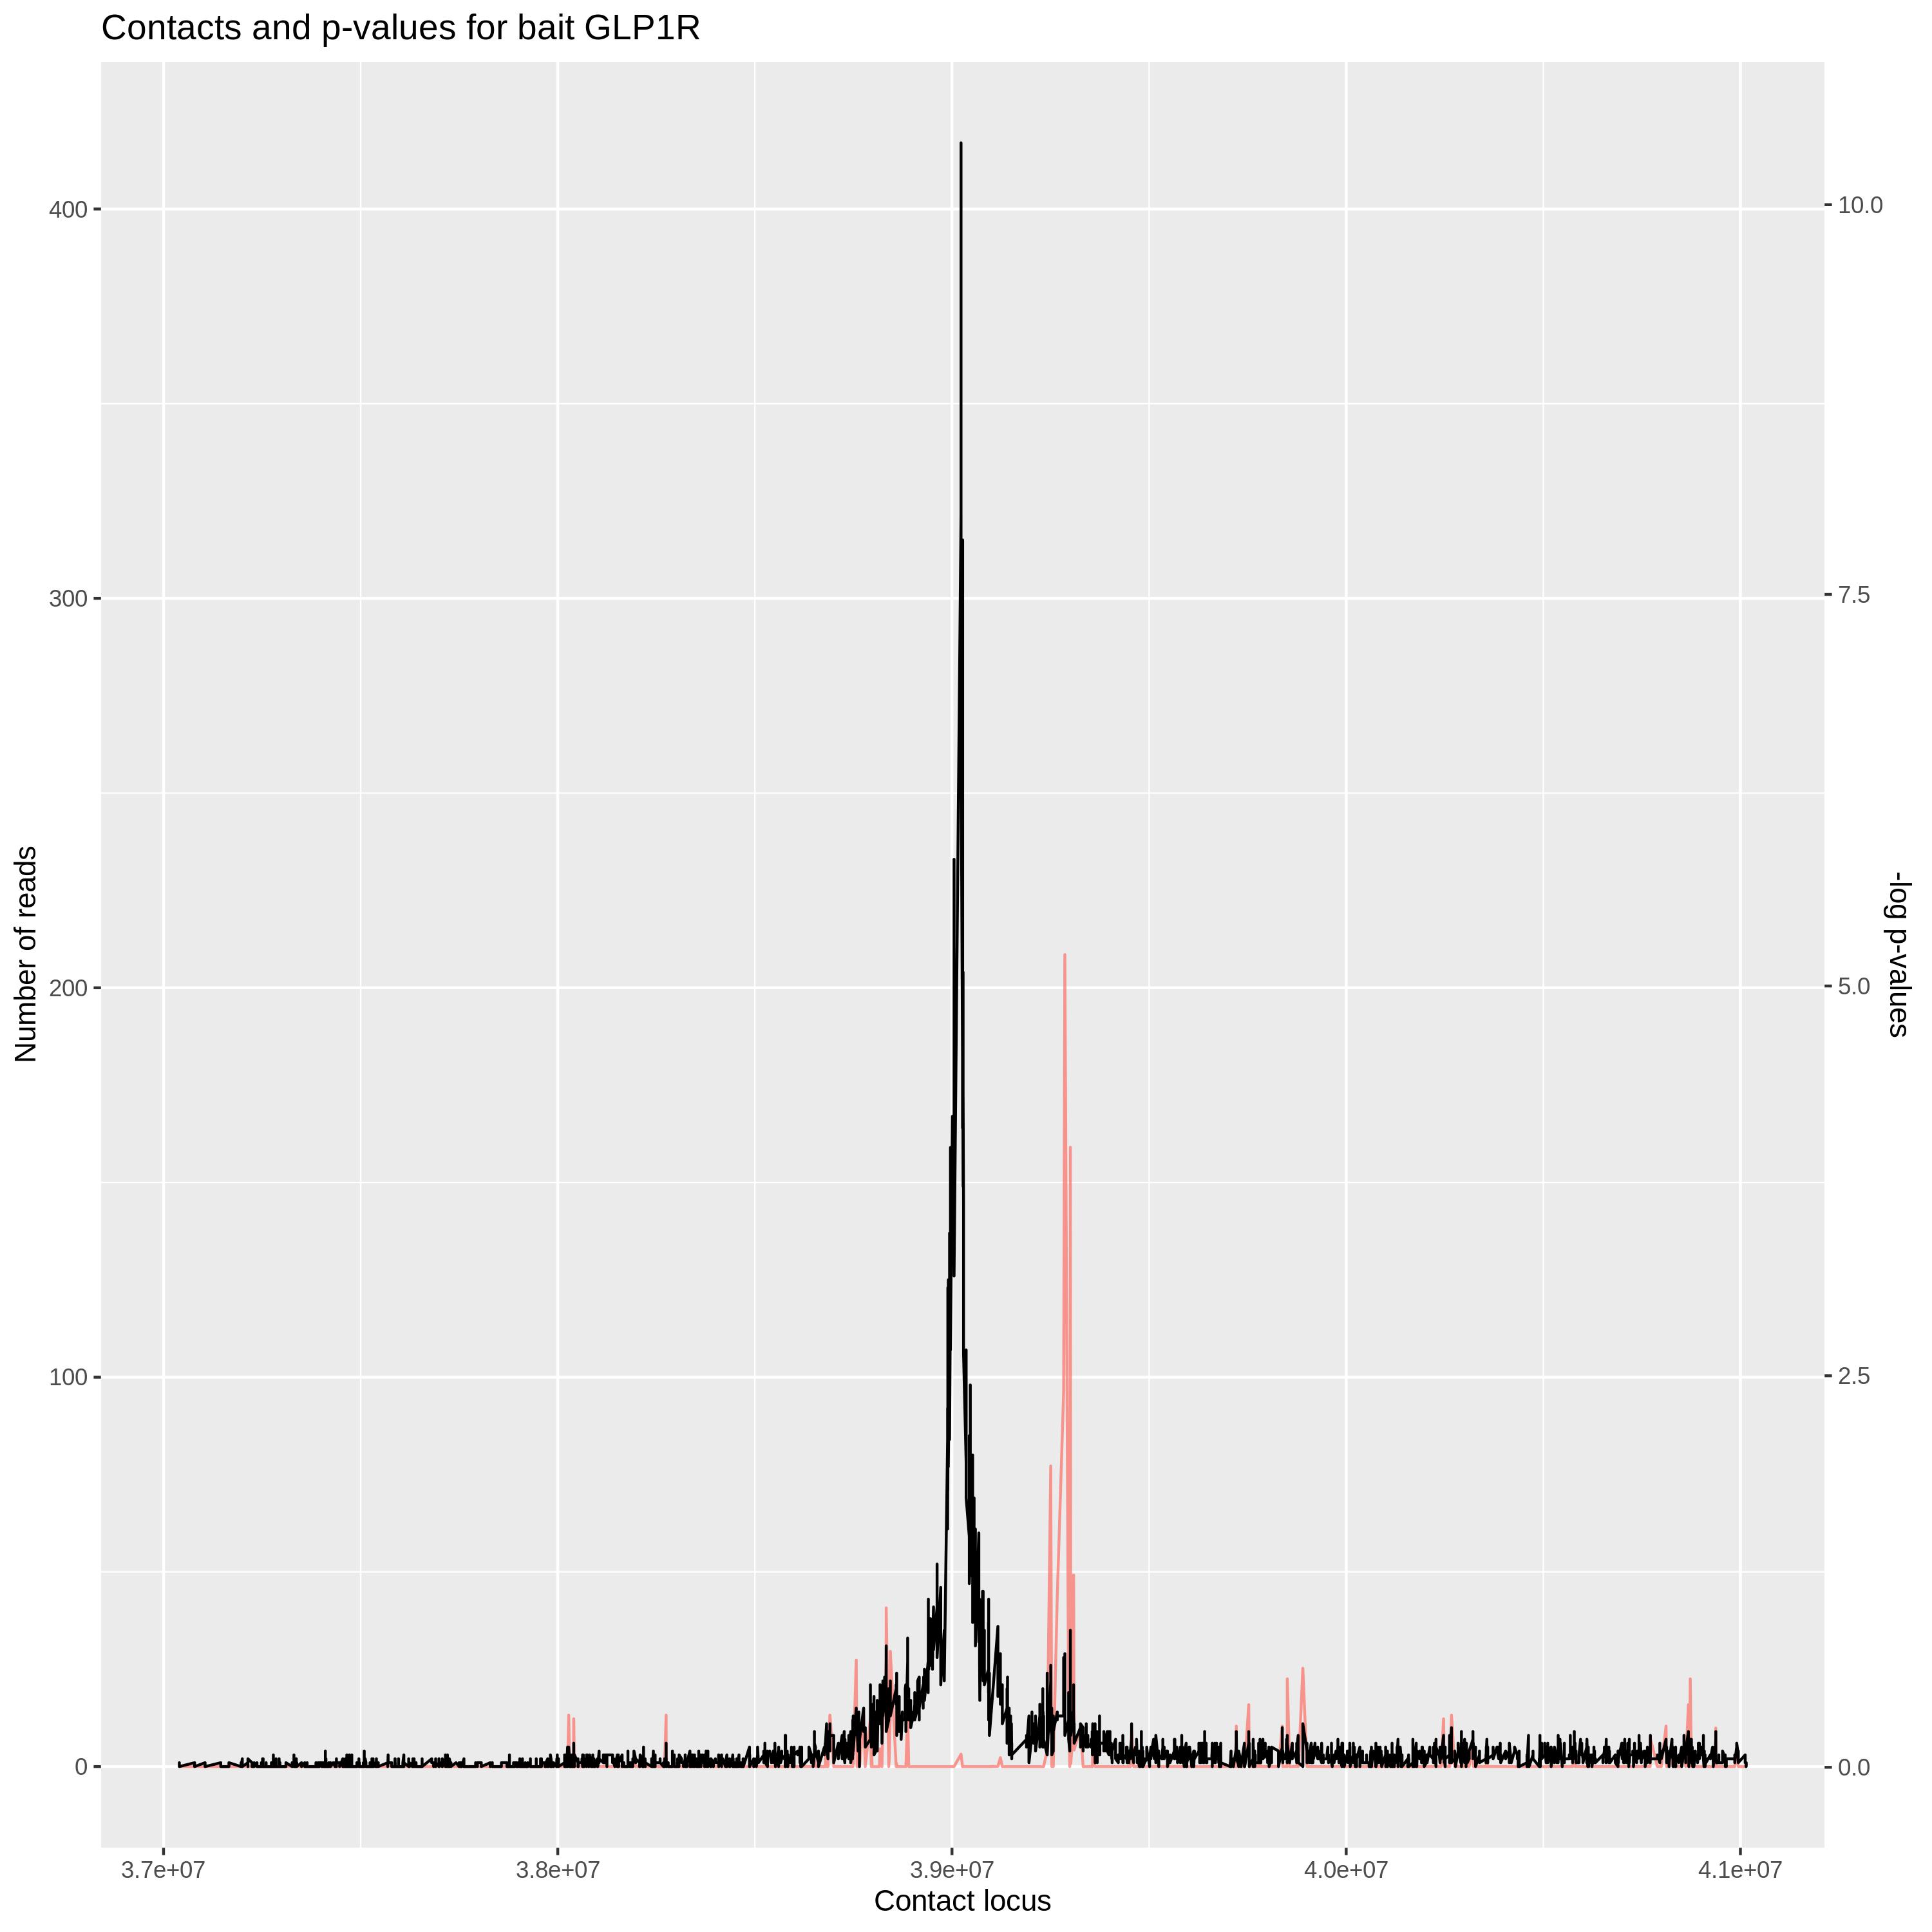 Contacts and p-values for bait GLP1R
400
300
200
100
0
Number of reads
10.0
7.5
5.0
2.5
0.0
-log p-values
3.7e+07
3.8e+07
3.9e+07
4.0e+07
4.1e+07
Contact locus